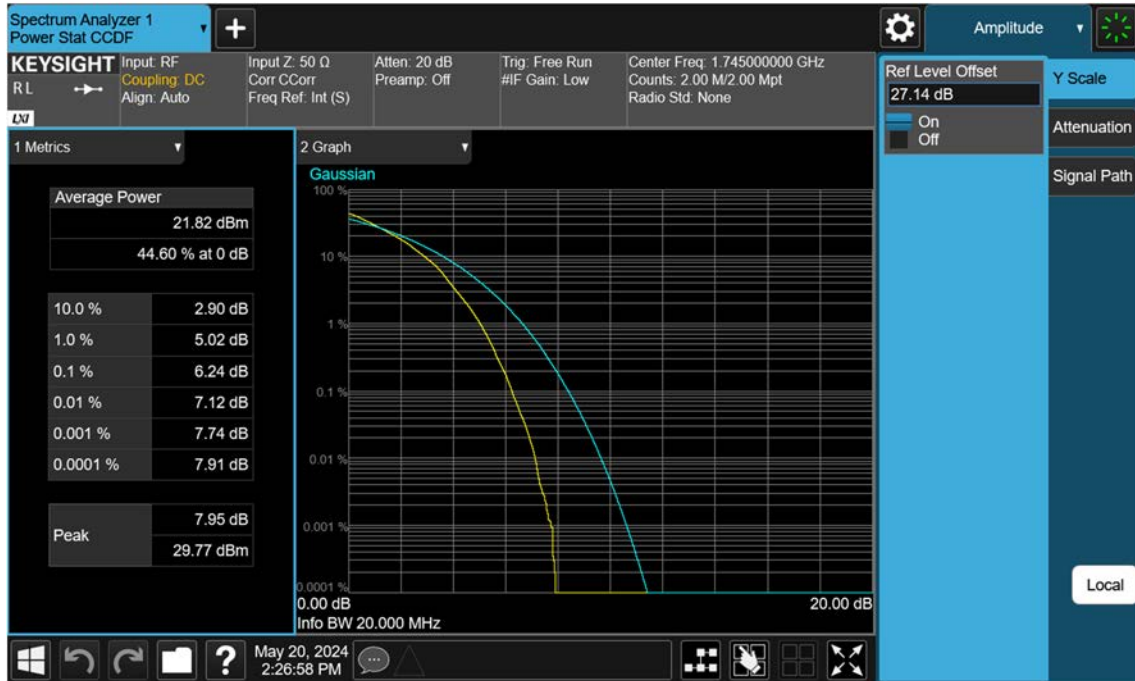 Spectrum Analyzer 1
Power Stat CCDF
+
Amplitude
KEYSIGHT
R L
LXI
Input: RF
Coupling: DC
Align: Auto
Input Z: 50 Ω
Corr CCorr
Freq Ref: Int (S)
Atten: 20 dB
Preamp: Off
Trig: Free Run
#IF Gain: Low
Center Freq: 1.745000000 GHz
Counts: 2.00 M/2.00 Mpt
Radio Std: None
Ref Level Offset
27.14 dB
On
Off
Y Scale
Attenuation
Signal Path
1 Metrics
Average Power
21.82 dBm
44.60 % at 0 dB
10.0 % 2.90 dB
1.0 % 5.02 dB
0.1 % 6.24 dB
0.01 % 7.12 dB
0.001 % 7.74 dB
0.0001 % 7.91 dB
Peak
7.95 dB
29.77 dBm
2 Graph
Gaussian
100 %
10 %
1 %
0.1 %
0.01 %
0.001 %
0.0001 %
0.00 dB 20.00 dB
Info BW 20.000 MHz
Local
?
May 20, 2024
2:26:58 PM